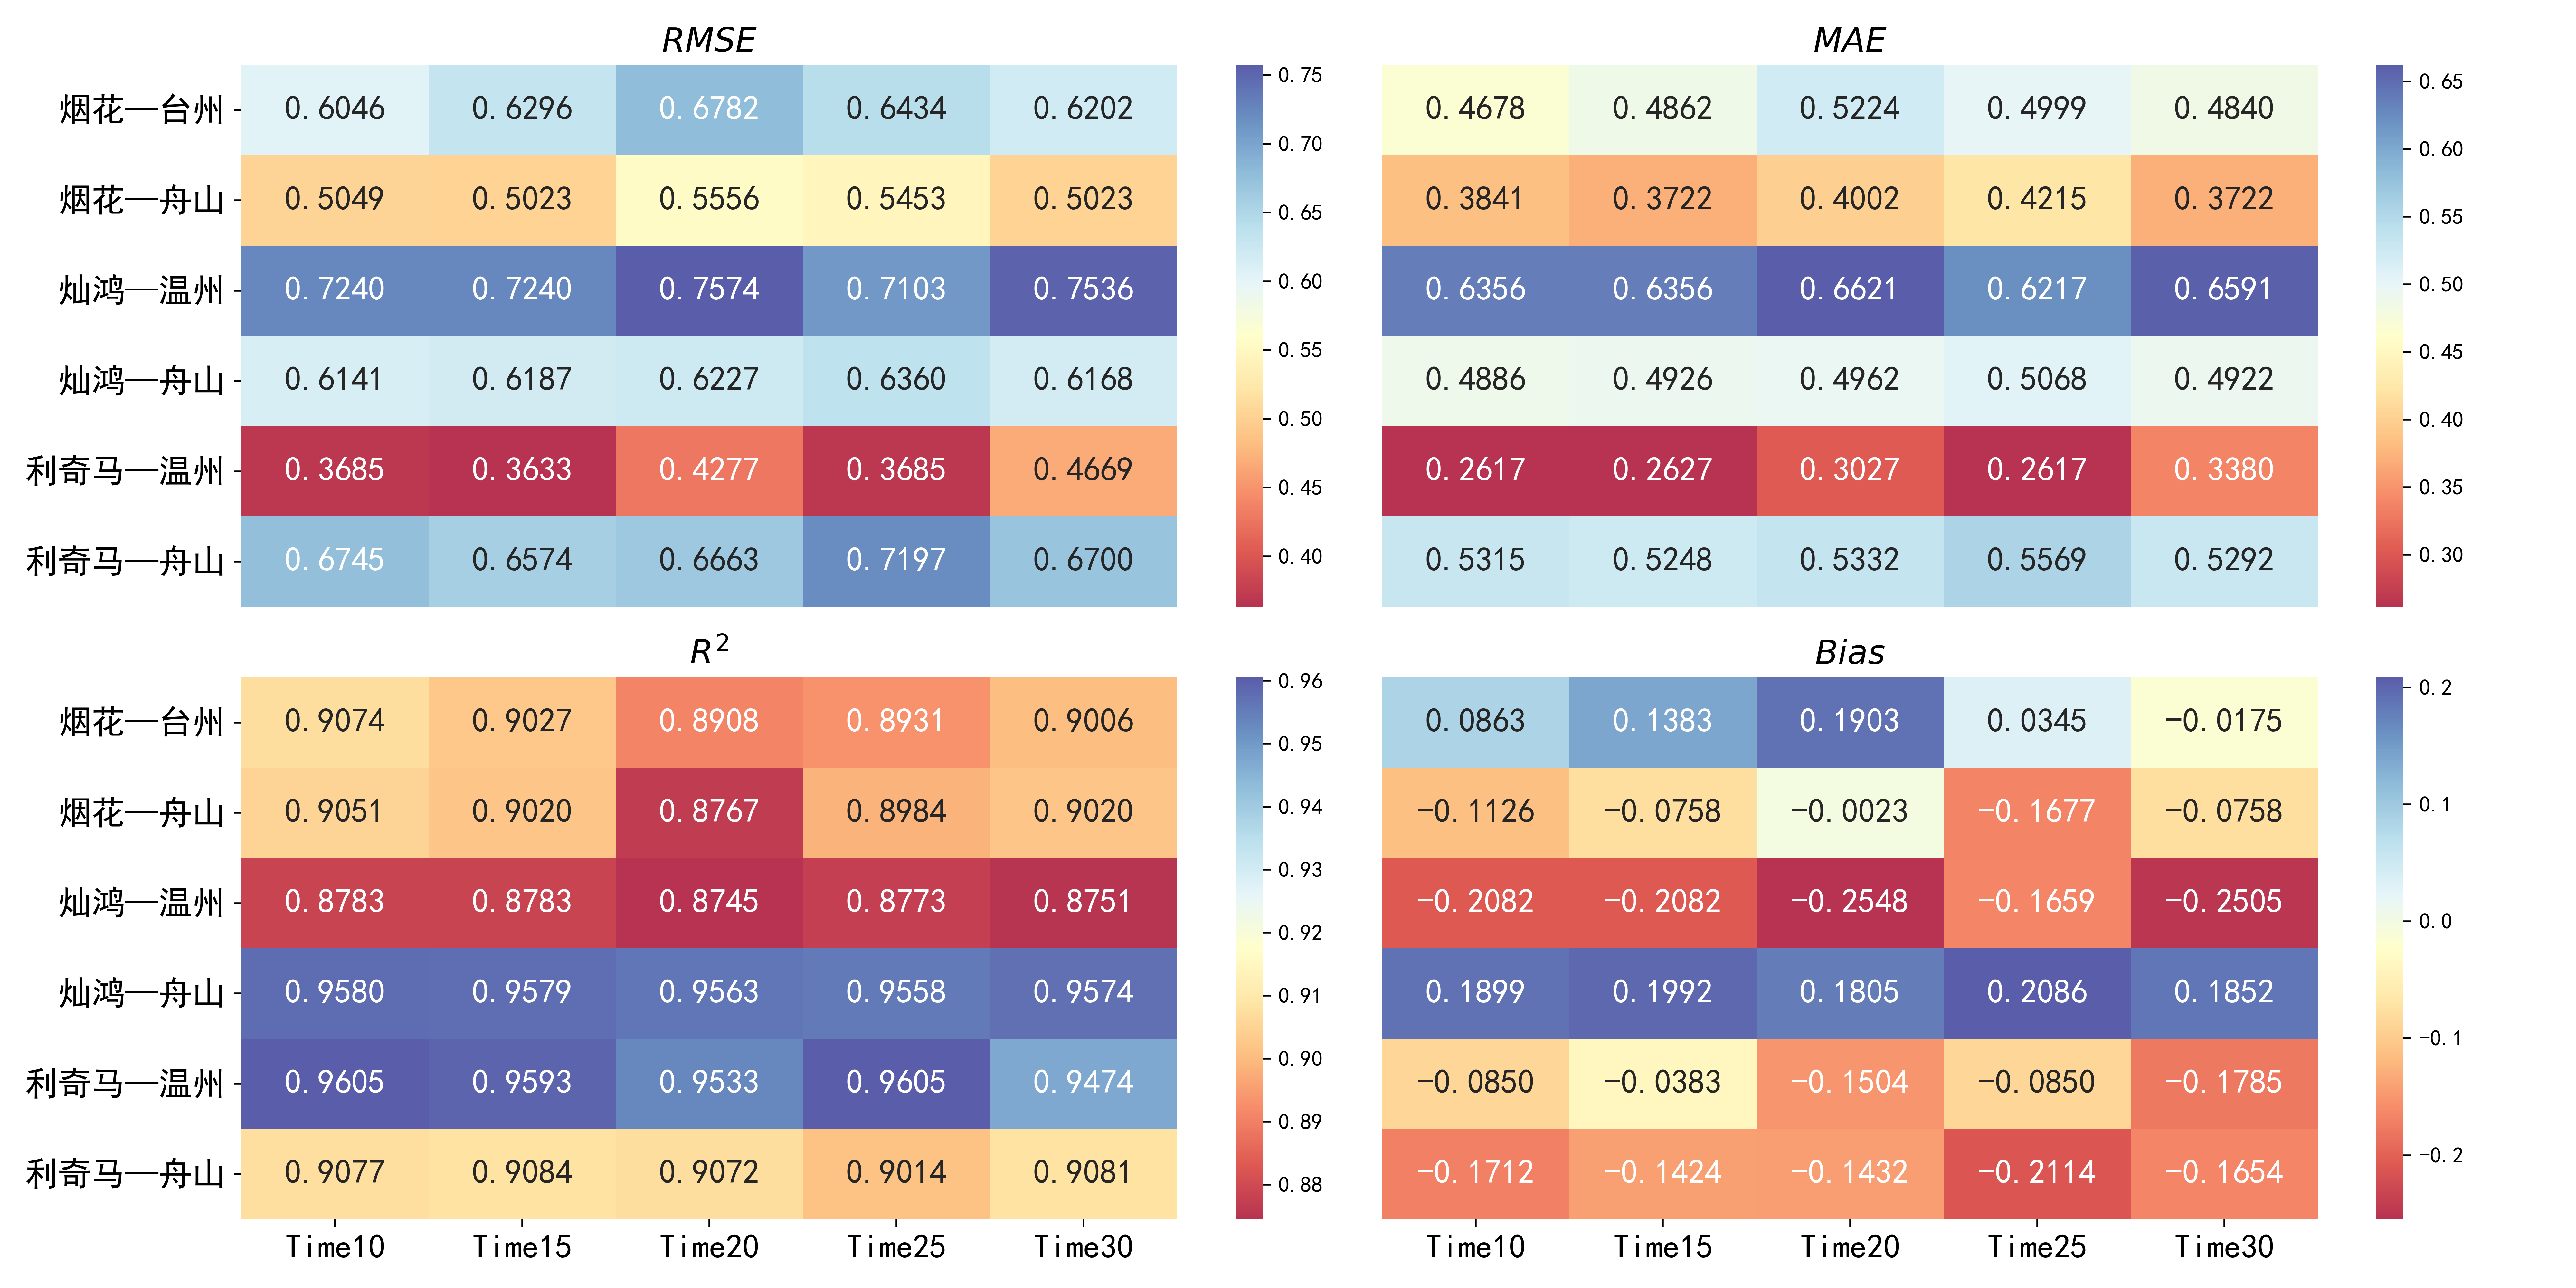 RMSE
烟花—台州 0.6046 0.6296 0.6782 0.6434 0.6202
烟花—舟山 0.5049 0.5023 0.5556 0.5453 0.5023
灿鸿—温州 0.7240 0.7240 0.7574 0.7103 0.7536
灿鸿—舟山 0.6141 0.6187 0.6227 0.6360 0.6168
利奇马—温州 0.3685 0.3633 0.4277 0.3685 0.4669
利奇马—舟山 0.6745 0.6574 0.6663 0.7197 0.6700
0.75
0.70
0.65
0.60
0.55
0.50
0.45
0.40
MAE
0.4678 0.4862 0.5224 0.4999 0.4840
0.3841 0.3722 0.4002 0.4215 0.3722
0.6356 0.6356 0.6621 0.6217 0.6591
0.4886 0.4926 0.4962 0.5068 0.4922
0.2617 0.2627 0.3027 0.2617 0.3380
0.5315 0.5248 0.5332 0.5569 0.5292
0.65
0.60
0.55
0.50
0.45
0.40
0.35
0.30
R²
烟花—台州 0.9074 0.9027 0.8908 0.8931 0.9006
烟花—舟山 0.9051 0.9020 0.8767 0.8984 0.9020
灿鸿—温州 0.8783 0.8783 0.8745 0.8773 0.8751
灿鸿—舟山 0.9580 0.9579 0.9563 0.9558 0.9574
利奇马—温州 0.9605 0.9593 0.9533 0.9605 0.9474
利奇马—舟山 0.9077 0.9084 0.9072 0.9014 0.9081
Time10 Time15 Time20 Time25 Time30
0.96
0.95
0.94
0.93
0.92
0.91
0.90
0.89
0.88
Bias
0.0863 0.1383 0.1903 0.0345 −0.0175
−0.1126 −0.0758 −0.0023 −0.1677 −0.0758
−0.2082 −0.2082 −0.2548 −0.1659 −0.2505
0.1899 0.1992 0.1805 0.2086 0.1852
−0.0850 −0.0383 −0.1504 −0.0850 −0.1785
−0.1712 −0.1424 −0.1432 −0.2114 −0.1654
Time10 Time15 Time20 Time25 Time30
0.2
0.1
0.0
−0.1
−0.2